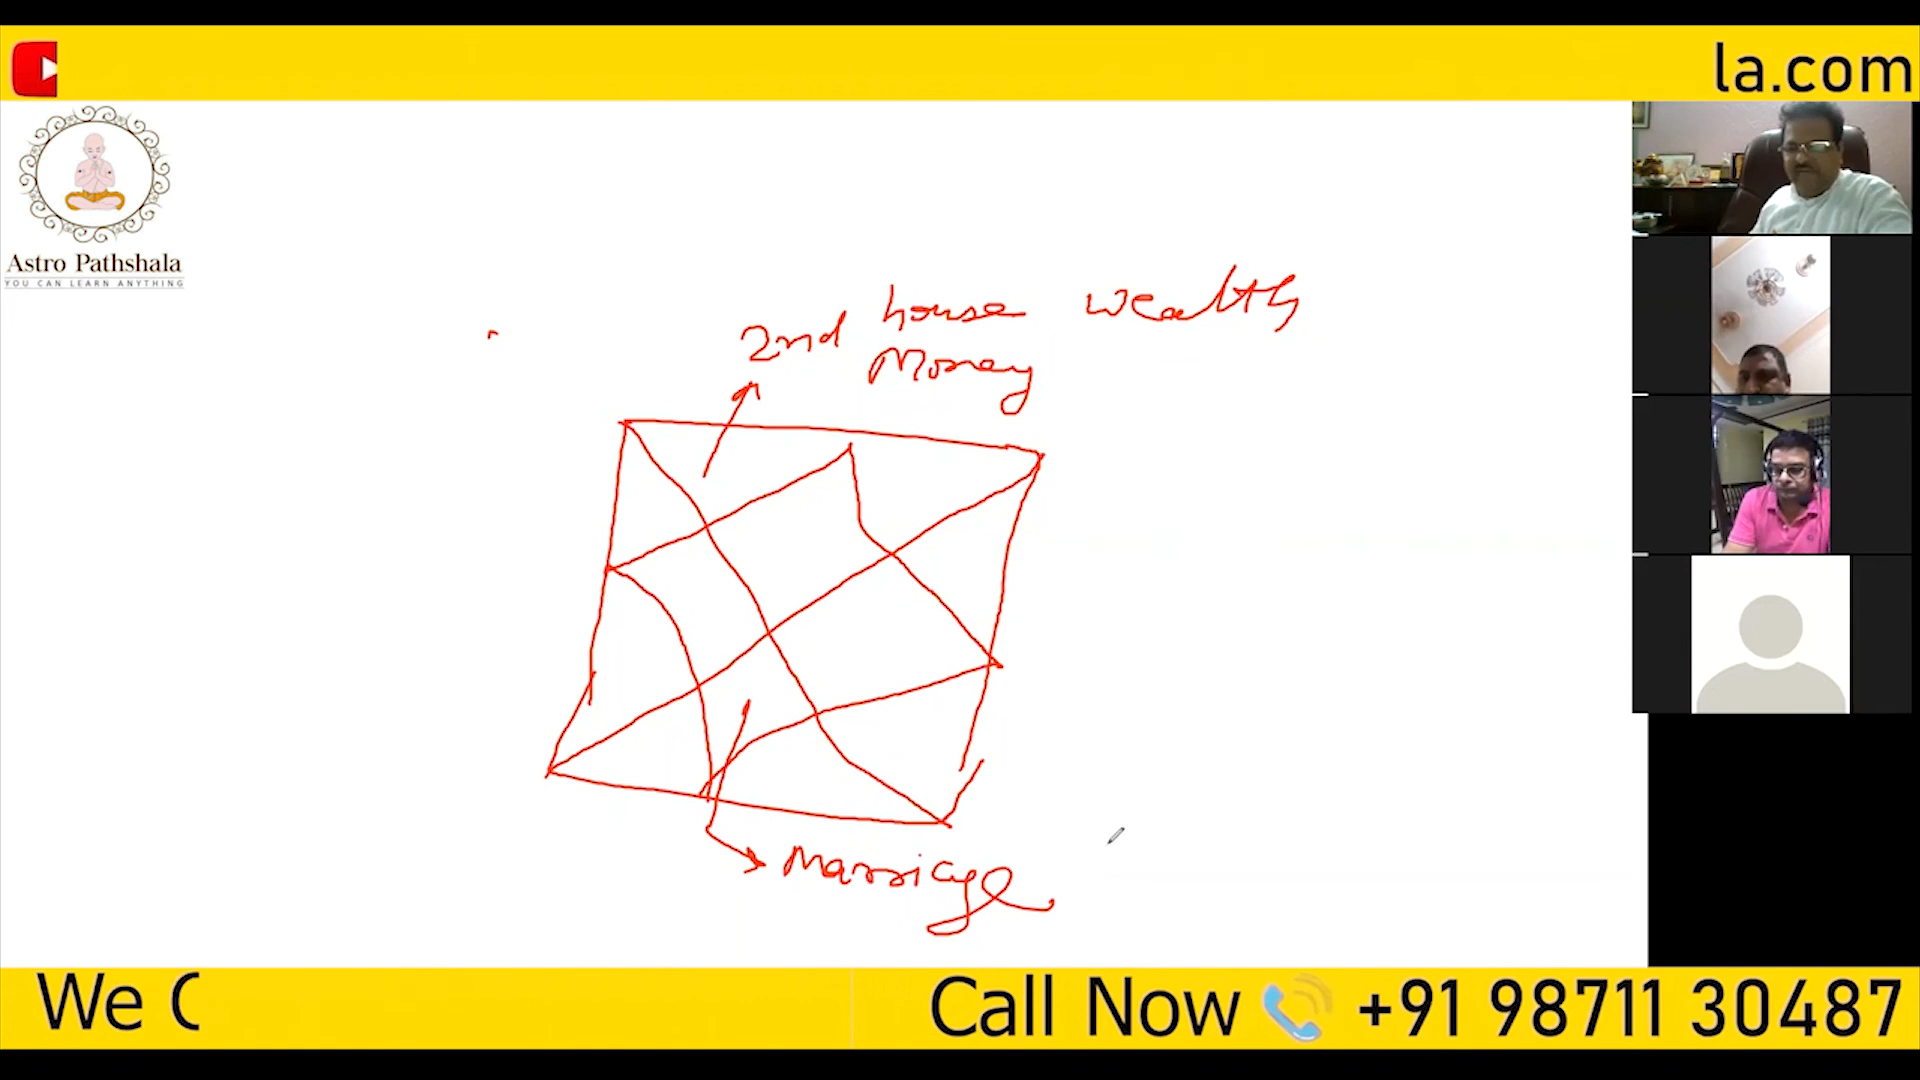 la.com
Astro Pathshala
YOU CAN LEARN ANYTHING
2nd house wealth
Money
Marriage
We C
Call Now +91 98711 30487